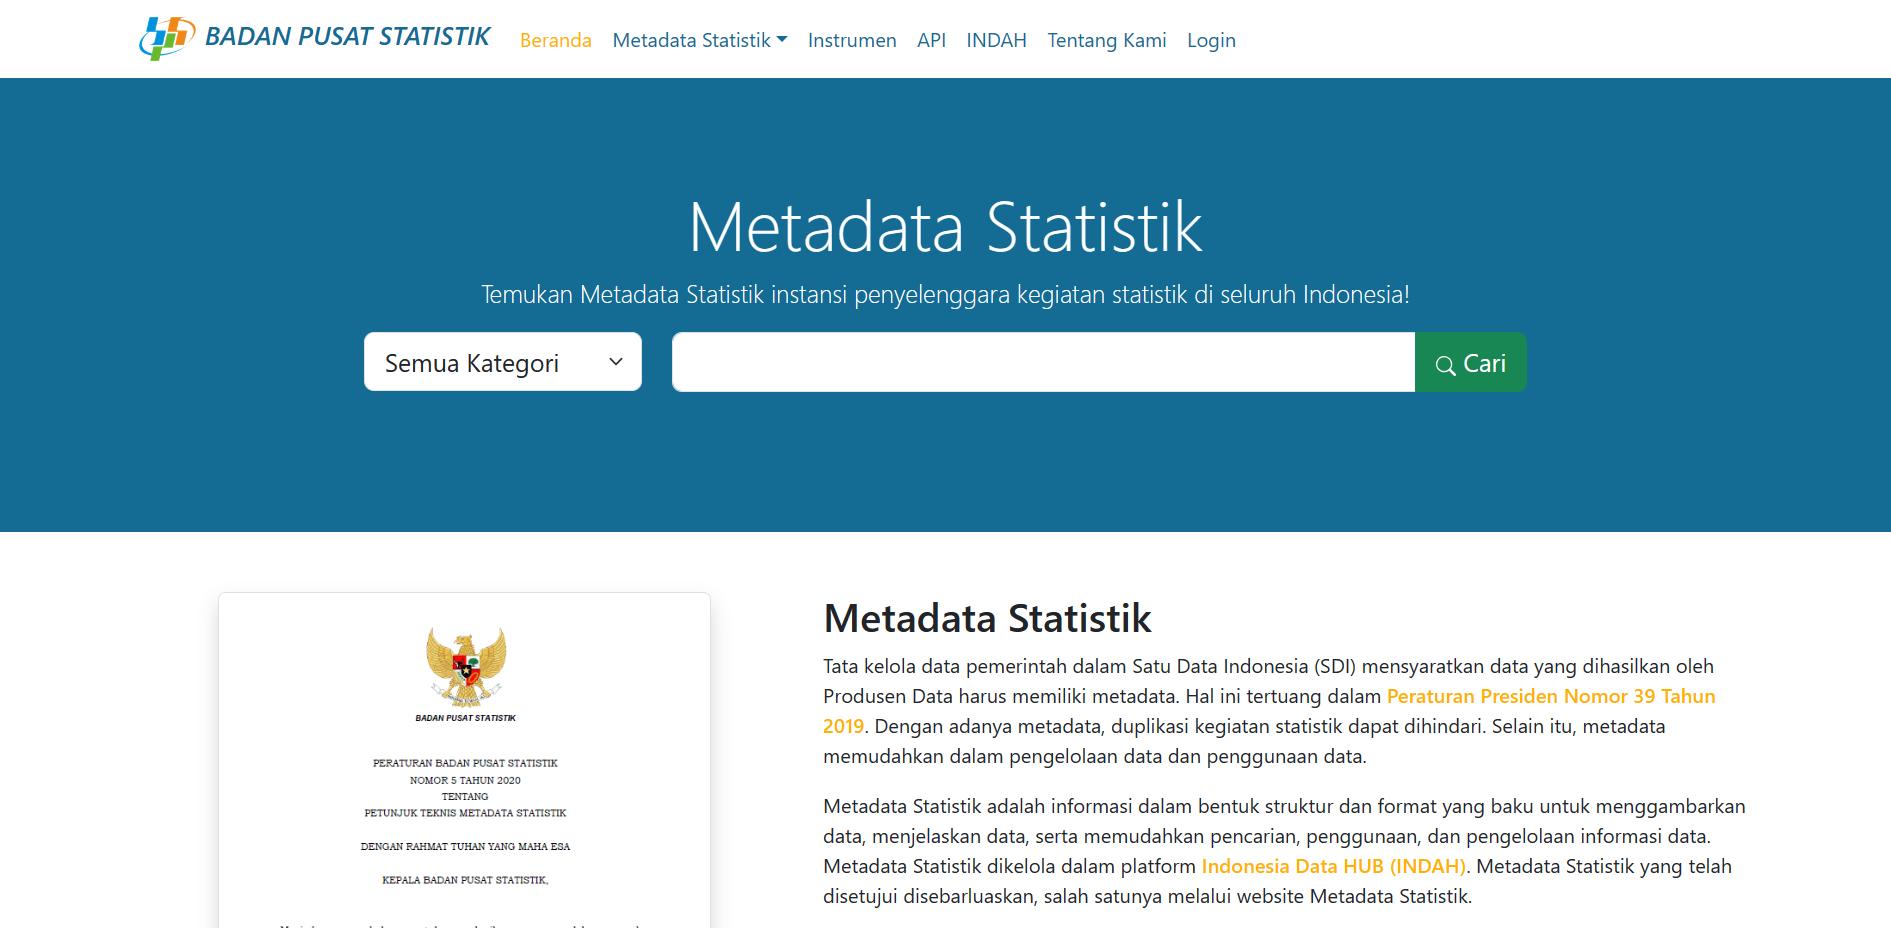 BADAN PUSAT STATISTIK
Beranda
Metadata Statistik
Instrumen
API
INDAH
Tentang Kami
Login
Metadata Statistik
Temukan Metadata Statistik instansi penyelenggara kegiatan statistik di seluruh Indonesia!
Semua Kategori
Cari
BADAN PUSAT STATISTIK
PERATURAN BADAN PUSAT STATISTIK
NOMOR 5 TAHUN 2020
TENTANG
PETUNJUK TEKNIS METADATA STATISTIK
DENGAN RAHMAT TUHAN YANG MAHA ESA
KEPALA BADAN PUSAT STATISTIK,
Metadata Statistik
Tata kelola data pemerintah dalam Satu Data Indonesia (SDI) mensyaratkan data yang dihasilkan oleh
Produsen Data harus memiliki metadata. Hal ini tertuang dalam Peraturan Presiden Nomor 39 Tahun
2019. Dengan adanya metadata, duplikasi kegiatan statistik dapat dihindari. Selain itu, metadata
memudahkan dalam pengelolaan data dan penggunaan data.
Metadata Statistik adalah informasi dalam bentuk struktur dan format yang baku untuk menggambarkan
data, menjelaskan data, serta memudahkan pencarian, penggunaan, dan pengelolaan informasi data.
Metadata Statistik dikelola dalam platform Indonesia Data HUB (INDAH). Metadata Statistik yang telah
disetujui disebarluaskan, salah satunya melalui website Metadata Statistik.